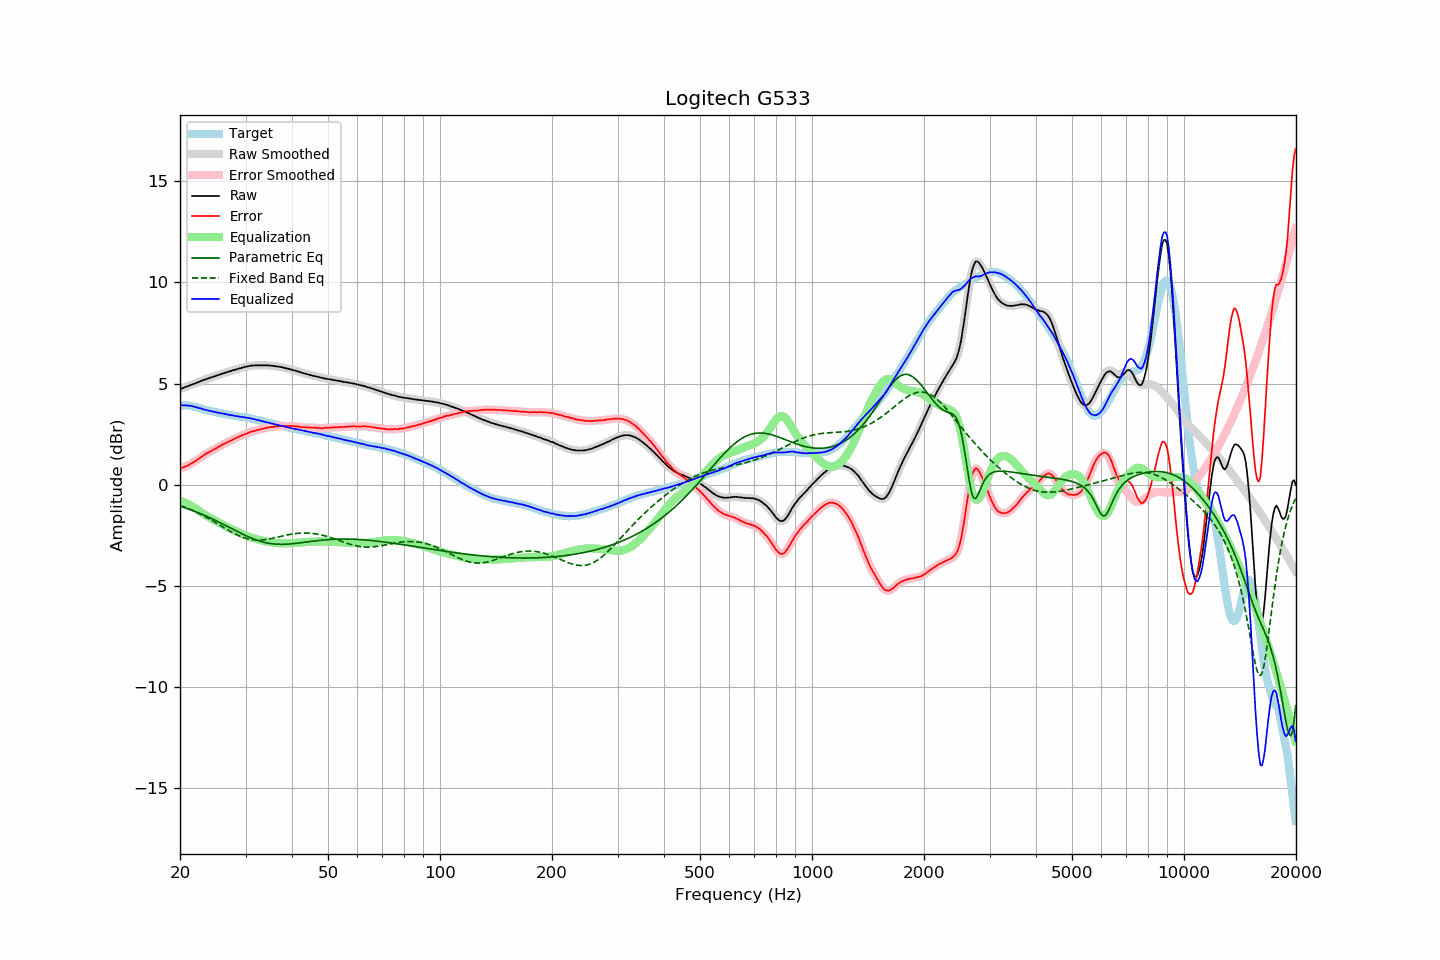 Logitech G533
Target
Raw Smoothed
Error Smoothed
Raw
Error
Equalization
Parametric Eq
Fixed Band Eq
Equalized
15
10
5
0
−5
−10
−15
Amplitude (dBr)
20
50
100
200
500
1000
2000
5000
10000
20000
Frequency (Hz)